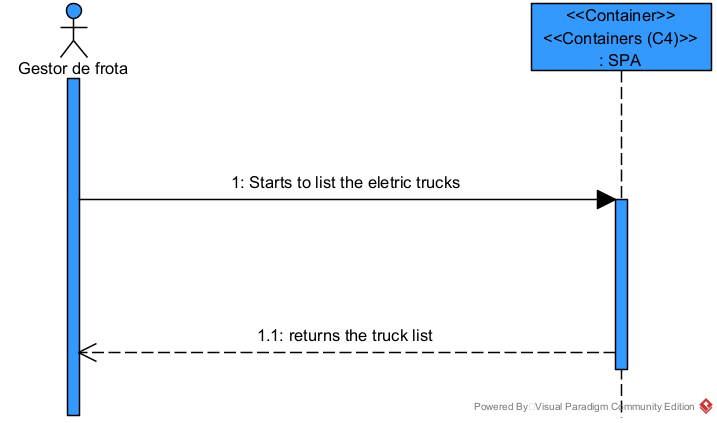 Gestor de frota
<<Container>>
<<Containers (C4)>>
: SPA
1: Starts to list the eletric trucks
1.1: returns the truck list
Powered By Visual Paradigm Community Edition